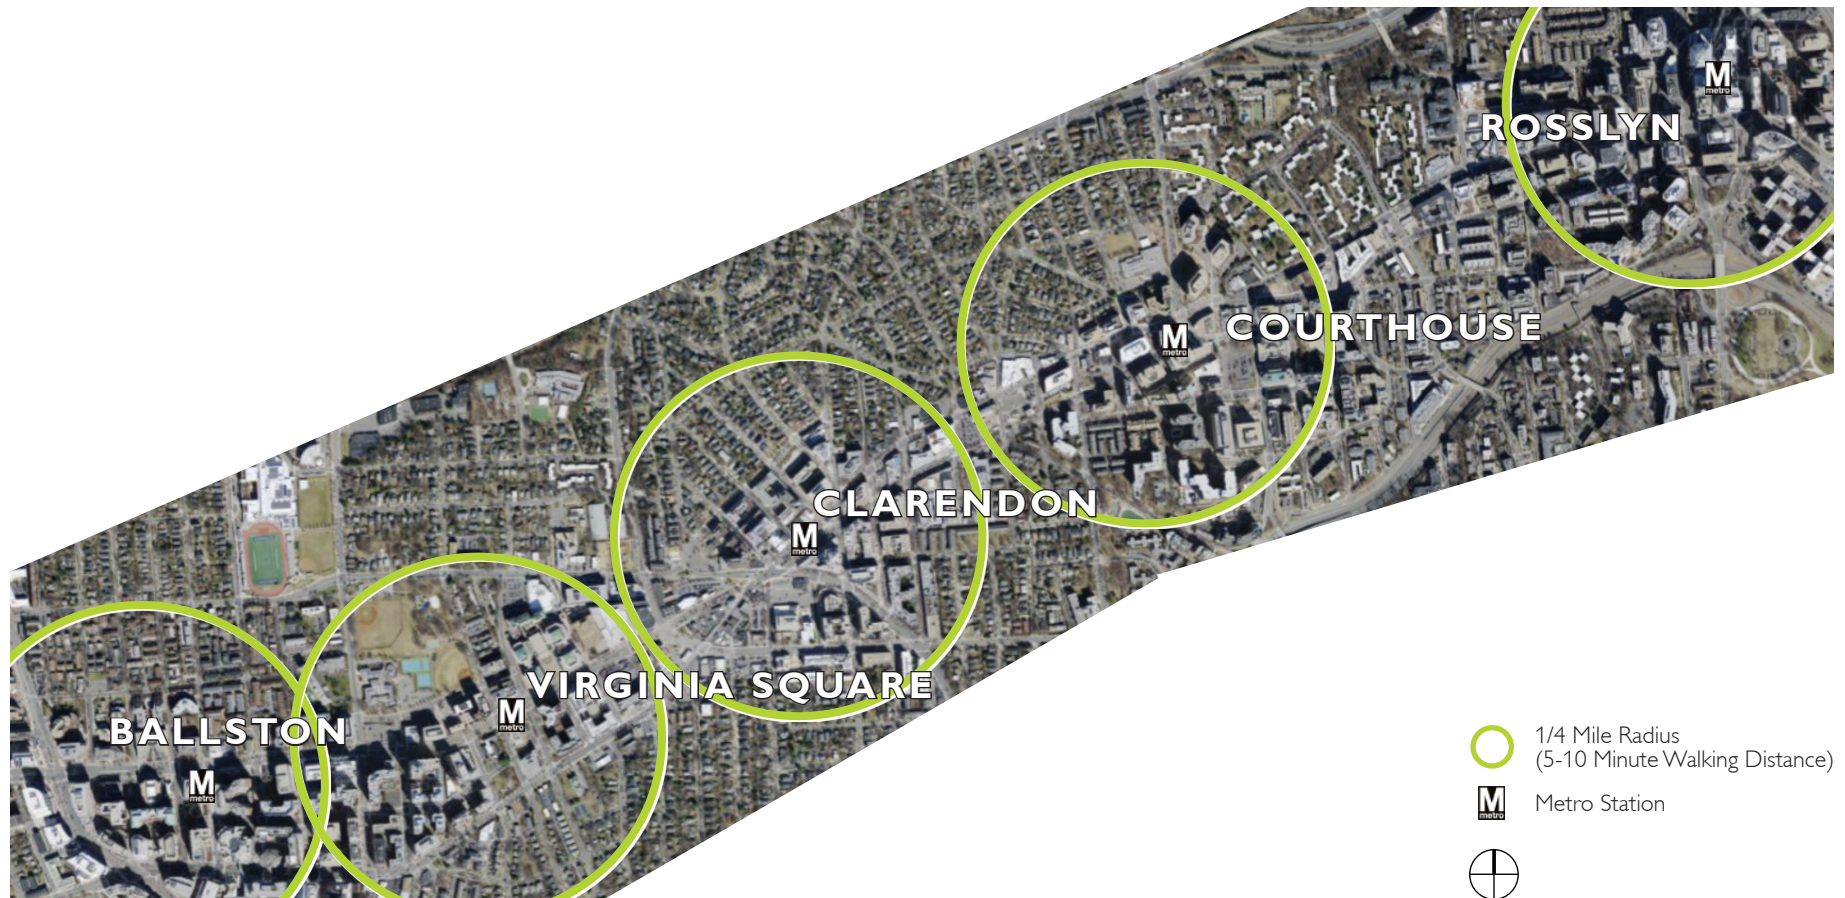 M
metro
ROSSLYN
COURTHOUSE
M
metro
CLARENDON
M
metro
VIRGINIA SQUARE
M
metro
BALLSTON
M
metro
1/4 Mile Radius
(5-10 Minute Walking Distance)
M
metro
Metro Station